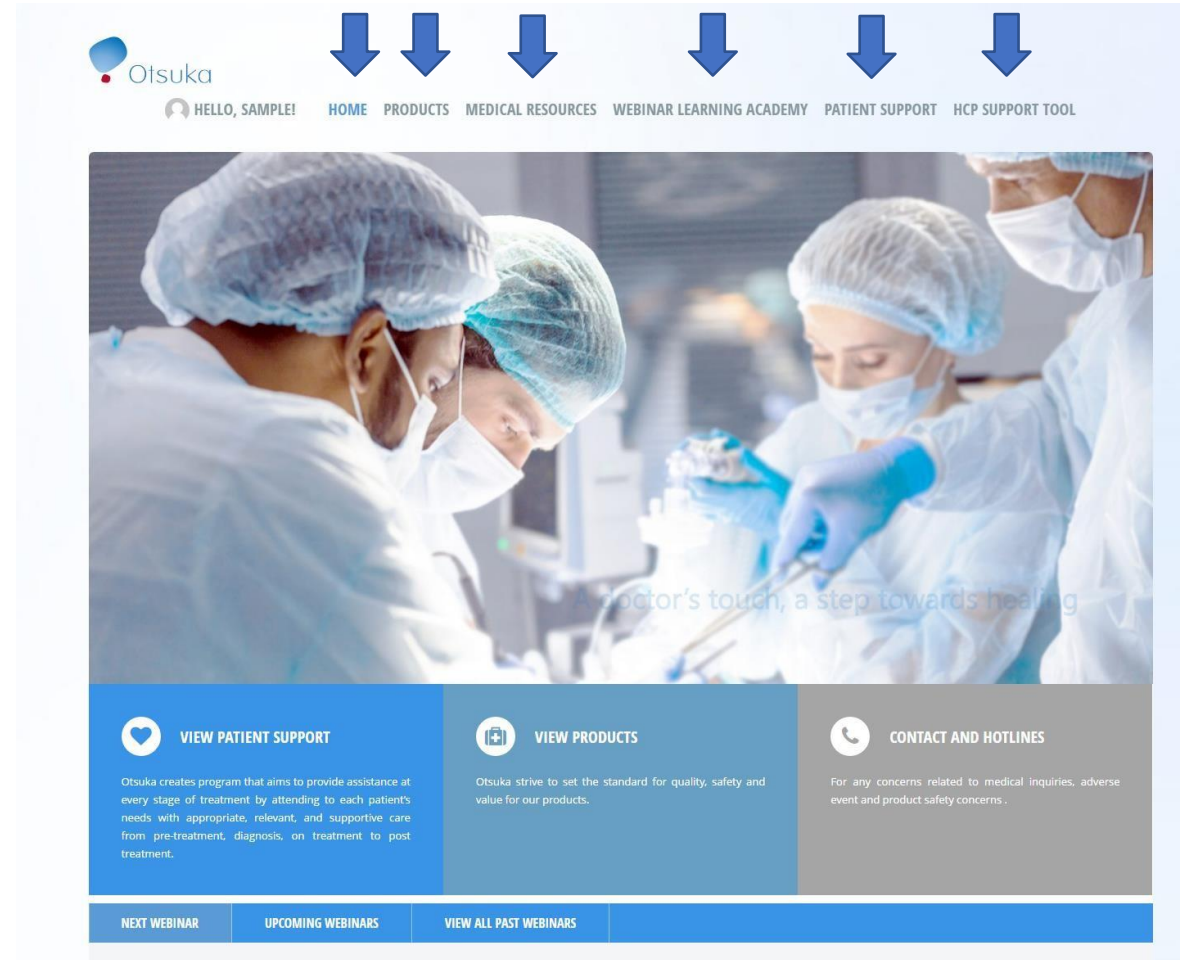 Otsuka
HELLO, SAMPLE! HOME PRODUCTS MEDICAL RESOURCES WEBINAR LEARNING ACADEMY PATIENT SUPPORT HCP SUPPORT TOOL
A doctor's touch, a step towards healing
VIEW PATIENT SUPPORT
Otsuka creates program that aims to provide assistance at
every stage of treatment by attending to each patient's
needs with appropriate, relevant, and supportive care
from pre-treatment, diagnosis, on treatment to post
treatment.
VIEW PRODUCTS
Otsuka strive to set the standard for quality, safety and
value for our products.
CONTACT AND HOTLINES
For any concerns related to medical inquiries, adverse
event and product safety concerns .
NEXT WEBINAR UPCOMING WEBINARS VIEW ALL PAST WEBINARS